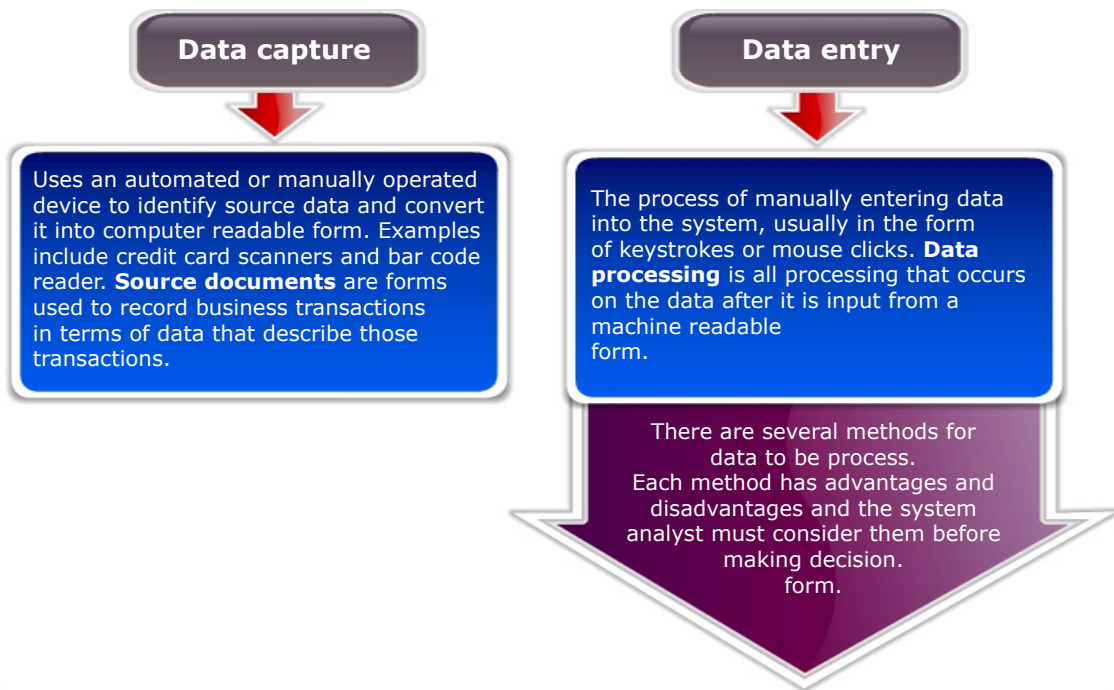 Data capture
Uses an automated or manually operated
device to identify source data and convert
it into computer readable form. Examples
include credit card scanners and bar code
reader. Source documents are forms
used to record business transactions
in terms of data that describe those
transactions.
Data entry
The process of manually entering data
into the system, usually in the form
of keystrokes or mouse clicks. Data
processing is all processing that occurs
on the data after it is input from a
machine readable
form.
There are several methods for
data to be process.
Each method has advantages and
disadvantages and the system
analyst must consider them before
making decision.
form.